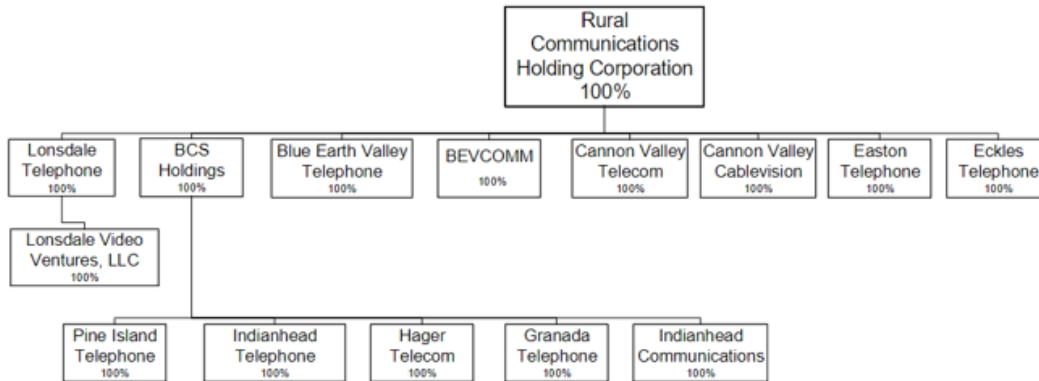 Rural
Communications
Holding Corporation
100%
Lonsdale
Telephone
100%
BCS
Holdings
100%
Blue Earth Valley
Telephone
100%
BEVCOMM
100%
Cannon Valley
Telecom
100%
Cannon Valley
Cablevision
100%
Easton
Telephone
100%
Eckles
Telephone
100%
Lonsdale Video
Ventures, LLC
100%
Pine Island
Telephone
100%
Indianhead
Telephone
100%
Hager
Telecom
100%
Granada
Telephone
100%
Indianhead
Communications
100%